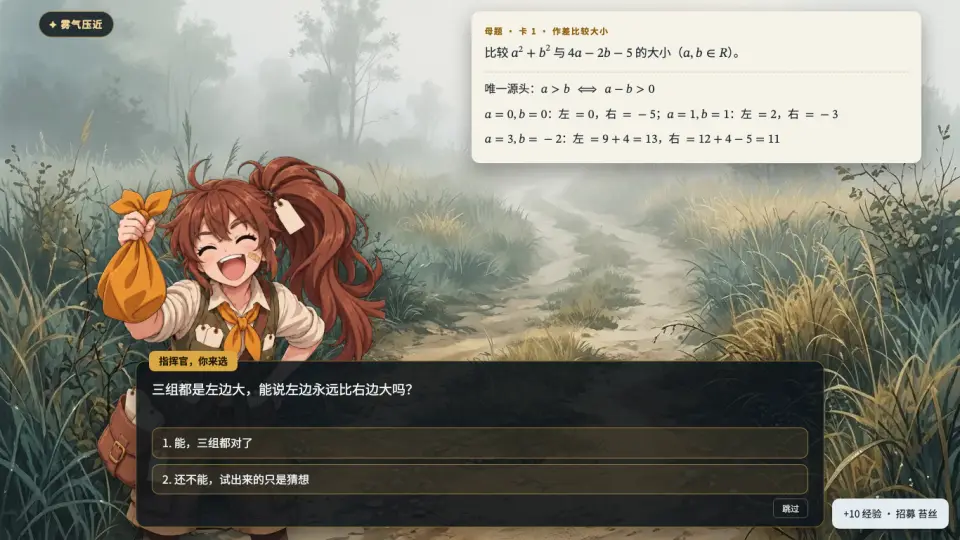 ✦ 雾气压近
母题 · 卡 1 · 作差比较大小
比较 a² + b² 与 4a − 2b − 5 的大小（a, b ∈ R）。
唯一源头：a > b ⟺ a − b > 0
a = 0, b = 0：左 = 0，右 = − 5；a = 1, b = 1：左 = 2，右 = − 3
a = 3, b = − 2：左 = 9 + 4 = 13，右 = 12 + 4 − 5 = 11
指挥官，你来选
三组都是左边大，能说左边永远比右边大吗？
1. 能，三组都对了
2. 还不能，试出来的只是猜想
跳过
+10 经验 · 招募 苔丝